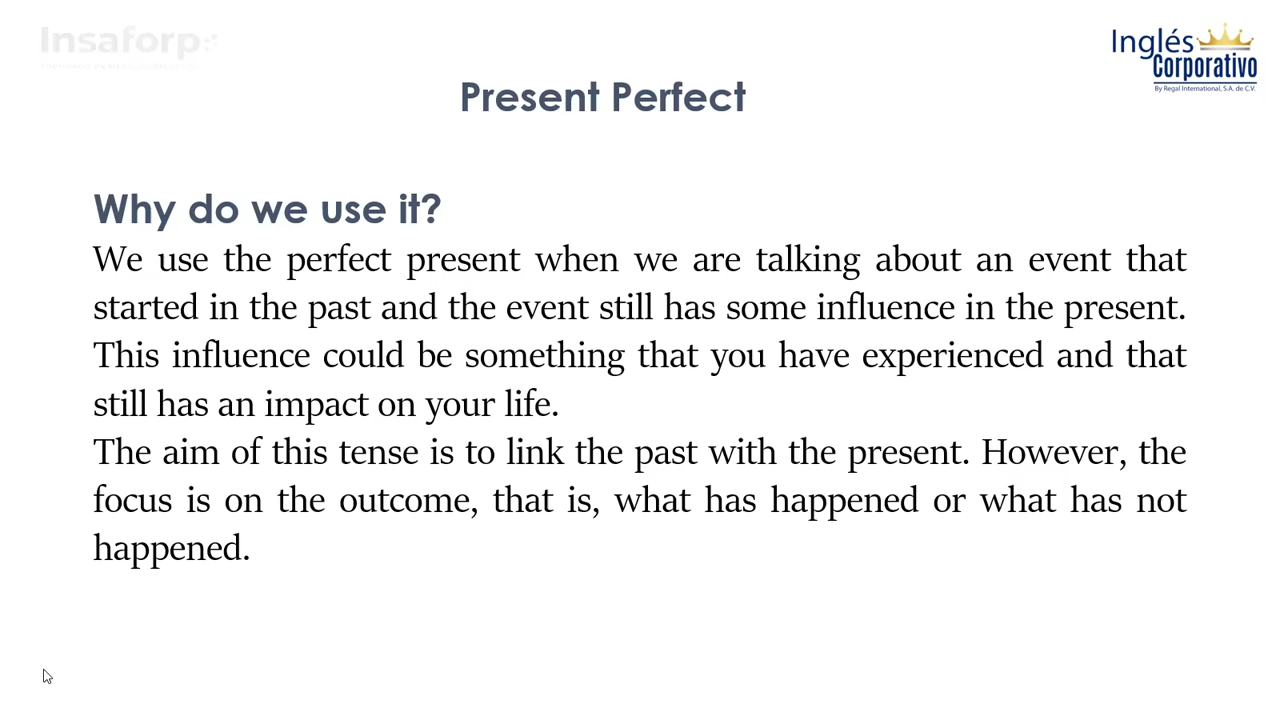 Insaforp
Inglés
Corporativo
By Regal International, S.A. de C.V.
Present Perfect
Why do we use it?
We use the perfect present when we are talking about an event that
started in the past and the event still has some influence in the present.
This influence could be something that you have experienced and that
still has an impact on your life.
The aim of this tense is to link the past with the present. However, the
focus is on the outcome, that is, what has happened or what has not
happened.